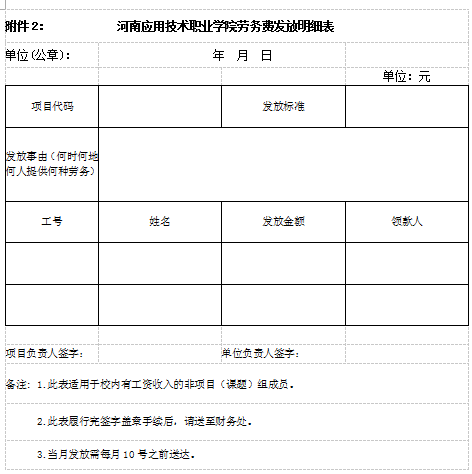 附件2： 河南应用技术职业学院劳务费发放明细表
单位(公章)： 年 月 日
单位：元
项目代码 发放标准
发放事由（何时何地
何人提供何种劳务）
工号 姓名 发放金额 领款人
项目负责人签字： 单位负责人签字：
备注: 1.此表适用于校内有工资收入的非项目（课题）组成员。
2.此表履行完签字盖章手续后，请送至财务处。
3.当月发放需每月10号之前送达。